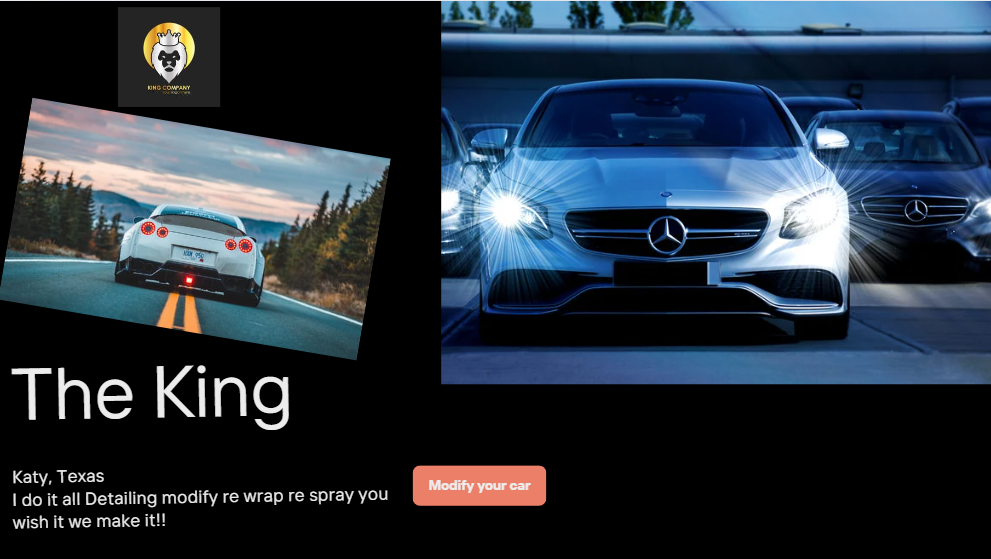 KING COMPANY
The King
Katy, Texas
I do it all Detailing modify re wrap re spray you
wish it we make it!!
Modify your car